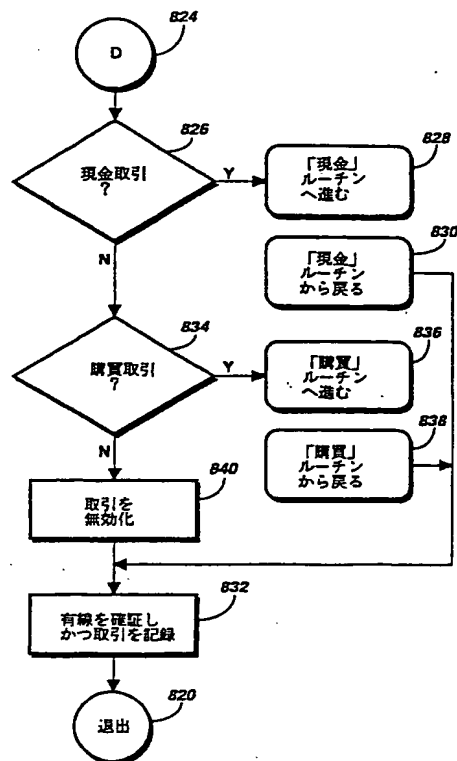 824
D
826
現金取引
?
Y
828
「現金」
ルーチン
へ進む
N
830
「現金」
ルーチン
から戻る
834
購買取引
?
Y
836
「購買」
ルーチン
へ進む
N
838
「購買」
ルーチン
から戻る
840
取引を
無効化
832
有線を確証し
かつ取引を記録
820
退出